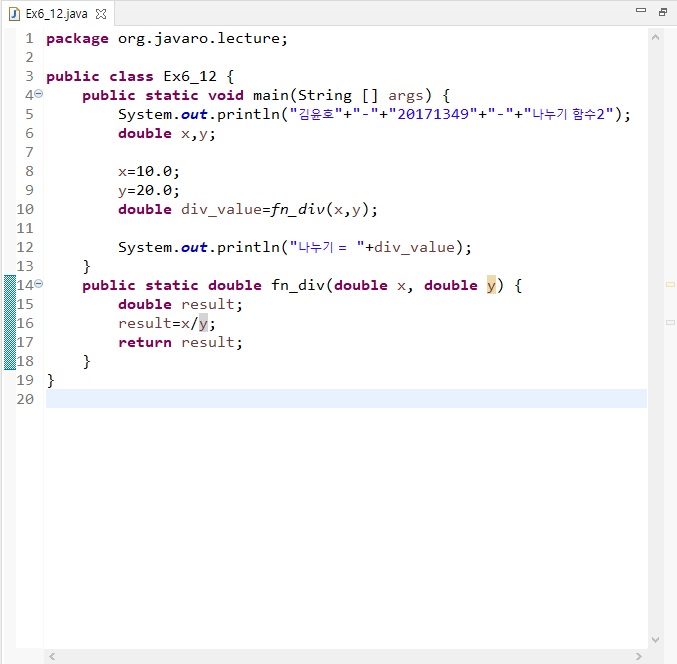 Ex6_12.java
1 package org.javaro.lecture;
2
3 public class Ex6_12 {
4     public static void main(String [] args) {
5         System.out.println("김윤호"+"-"+"20171349"+"-"+"나누기 함수2");
6         double x,y;
7
8         x=10.0;
9         y=20.0;
10         double div_value=fn_div(x,y);
11
12         System.out.println("나누기 = "+div_value);
13     }
14     public static double fn_div(double x, double y) {
15         double result;
16         result=x/y;
17         return result;
18     }
19 }
20